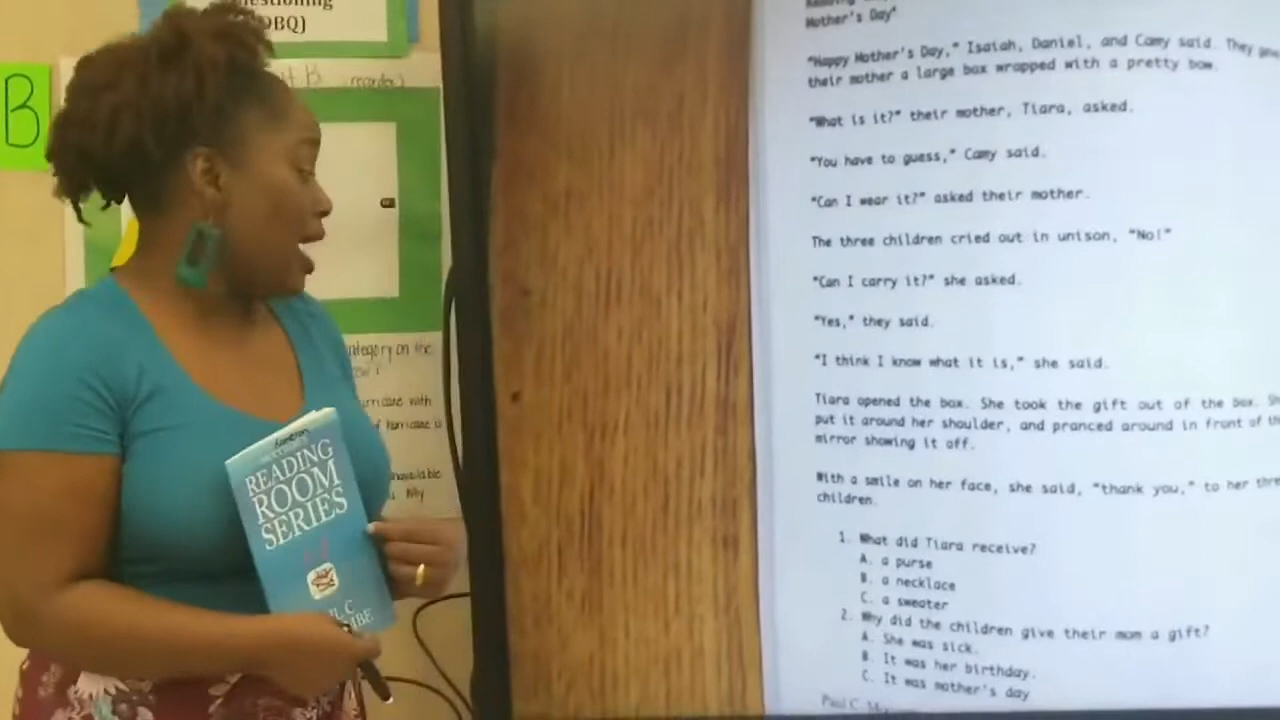 (DBQ)
B
READING
ROOM
SERIES
Mother's Day"
"Happy Mother's Day," Isaiah, Daniel, and Camy said. They
their mother a large box wrapped with a pretty bow.
"What is it?" their mother, Tiara, asked.
"You have to guess," Camy said.
"Can I wear it?" asked their mother.
The three children cried out in unison, "No!"
"Can I carry it?" she asked.
"Yes," they said.
"I think I know what it is," she said.
Tiara opened the box. She took the gift out of the box.
put it around her shoulder, and pranced around in front of
mirror showing it off.
With a smile on her face, she said, "thank you," to her
children.
1. What did Tiara receive?
A. a purse
B. a necklace
C. a sweater
2. Why did the children give their mom a gift?
A. She was sick.
B. It was her birthday.
C. It was mother's day
Paul C.